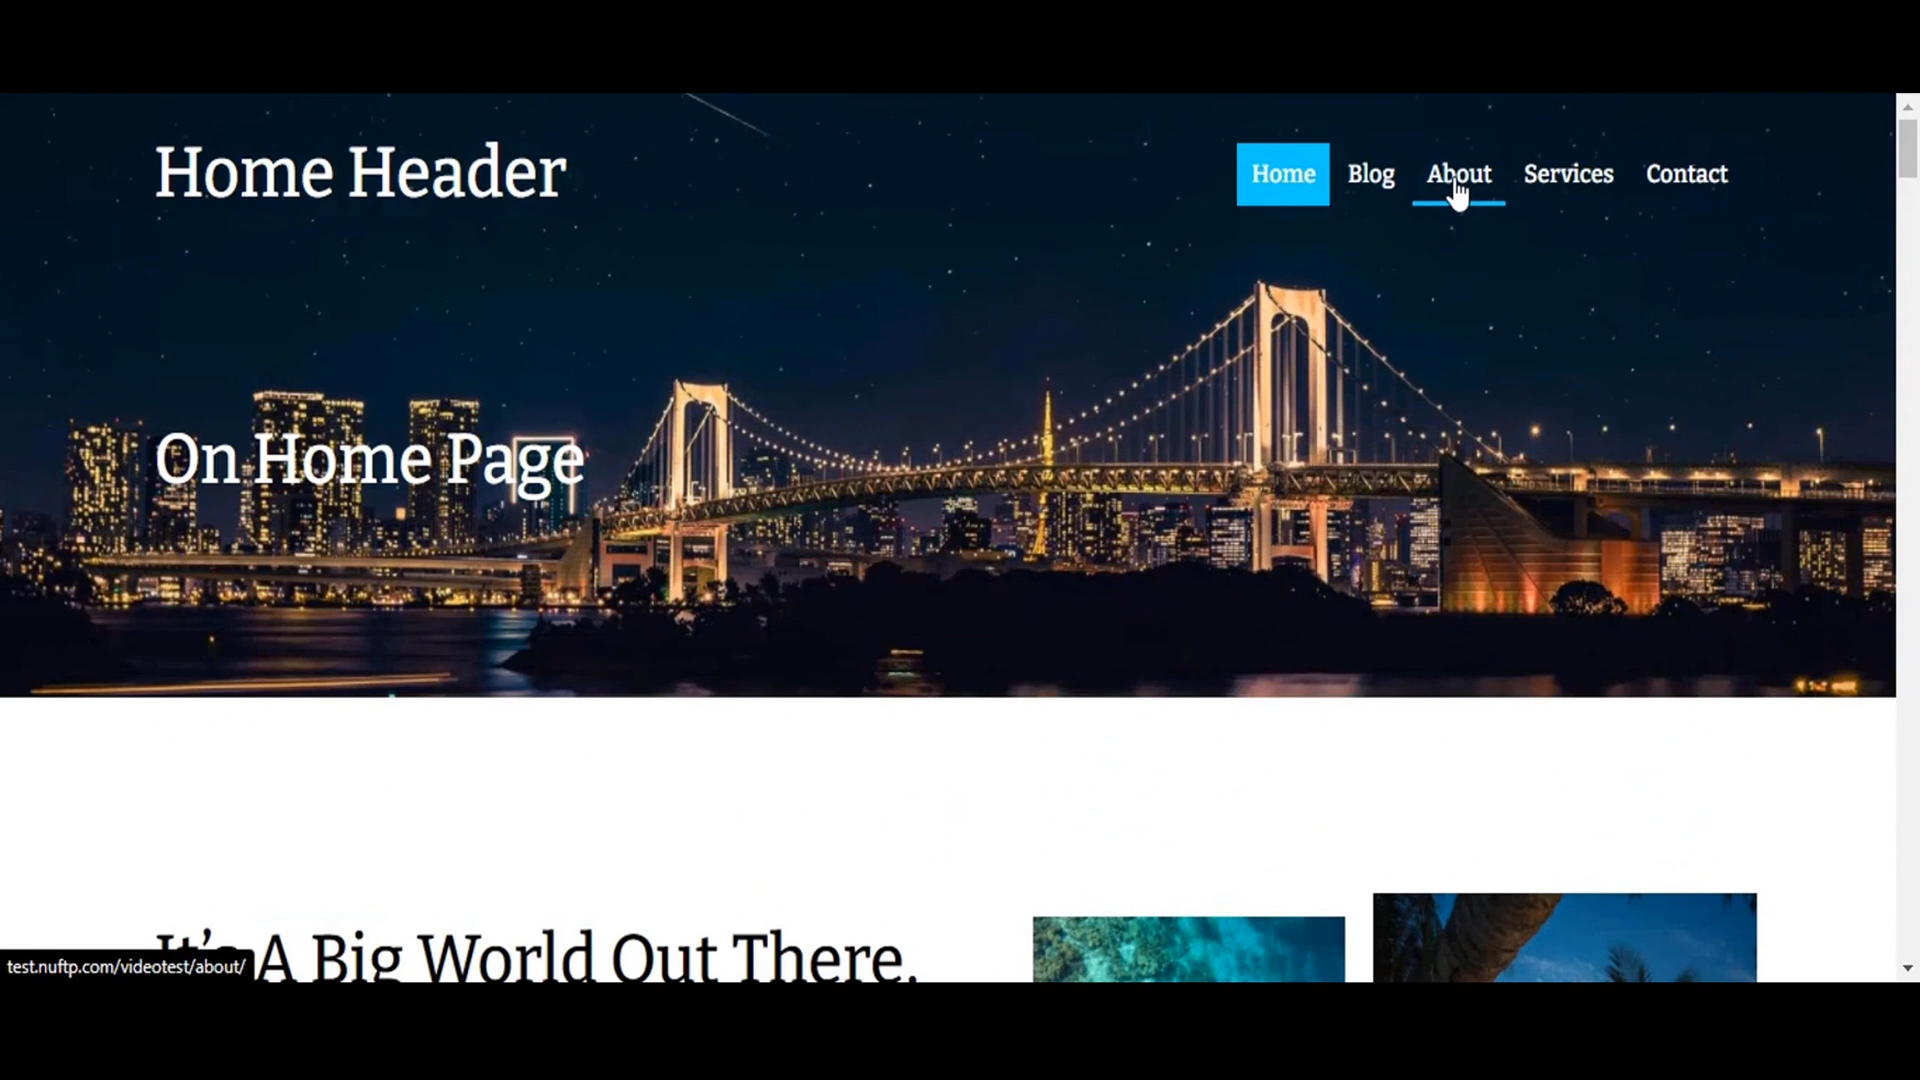 Home Header
Home Blog About Services Contact
On Home Page
It's A Big World Out There.
test.nuftp.com/videotest/about/